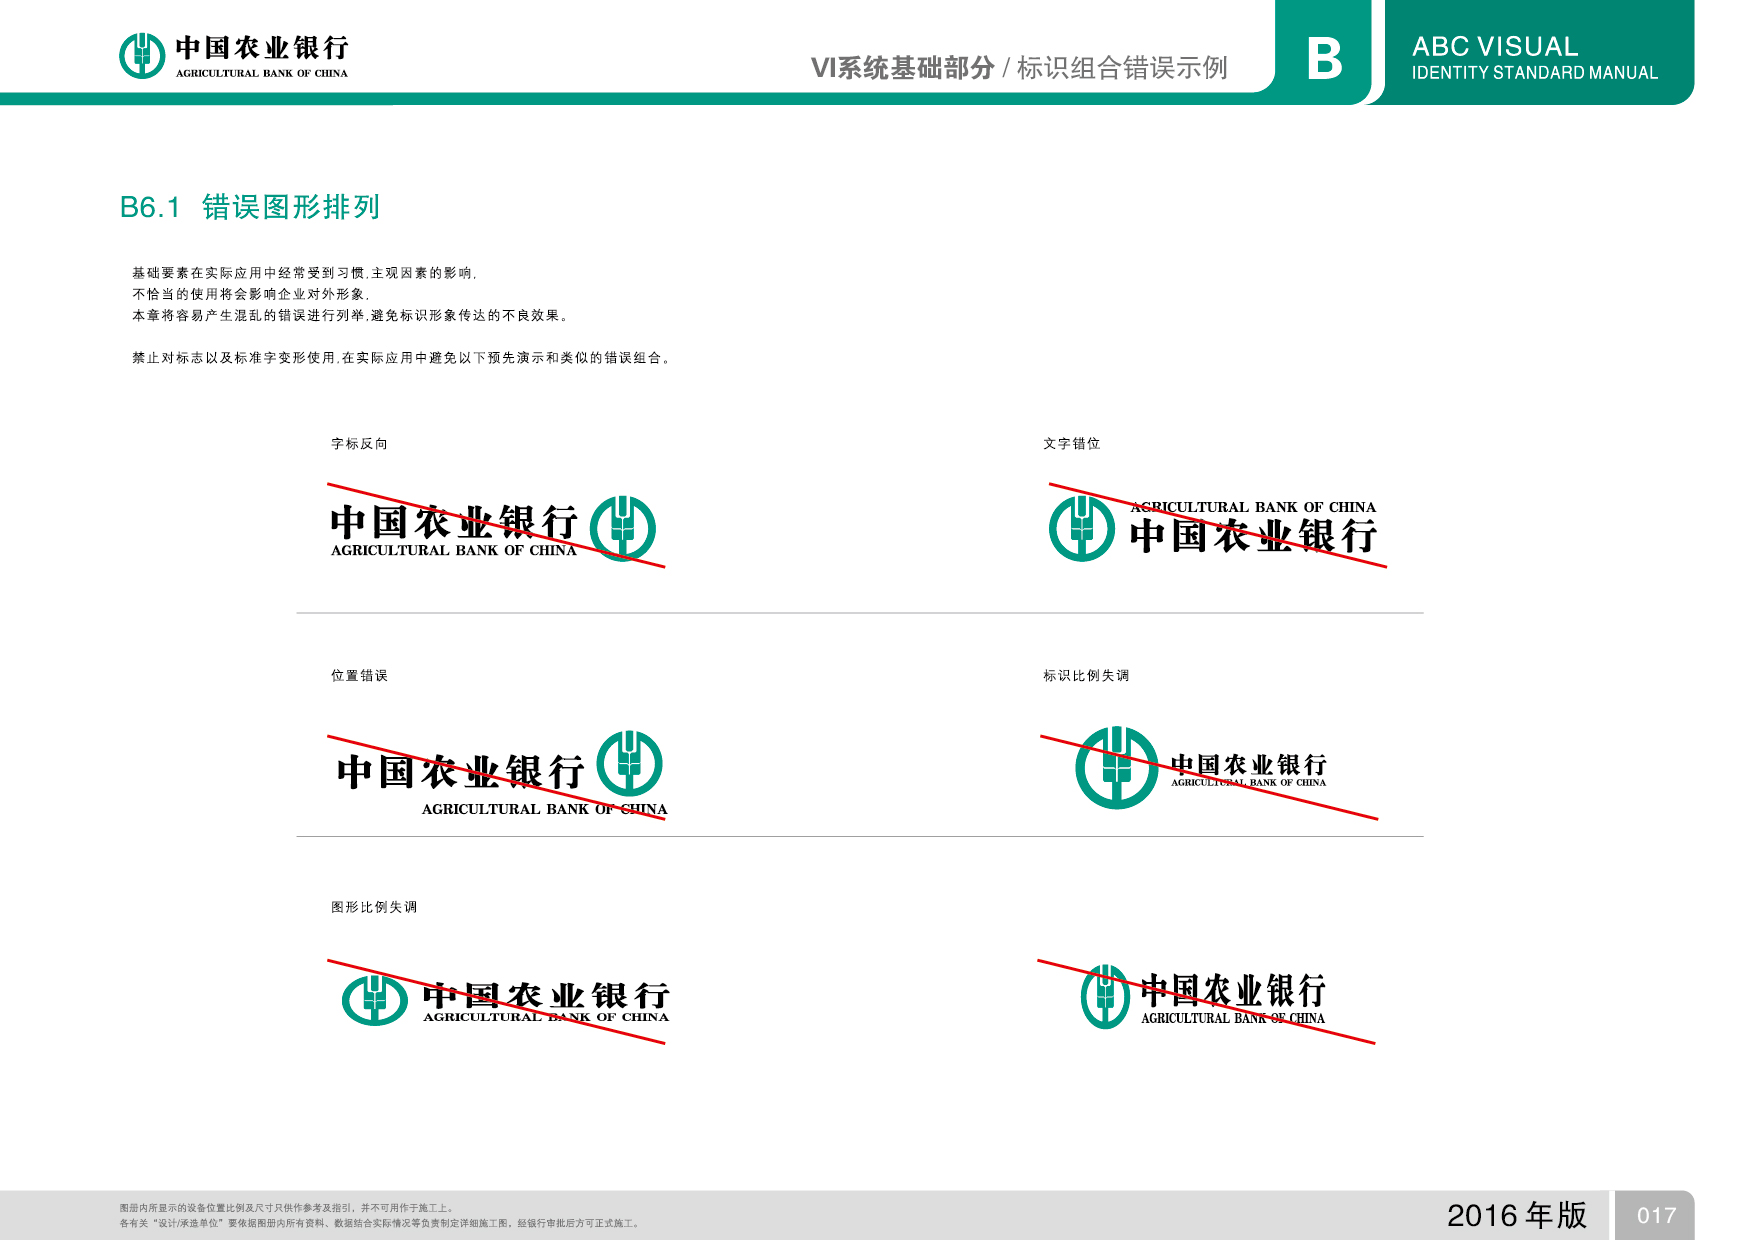 中国农业银行
AGRICULTURAL BANK OF CHINA
VI系统基础部分 / 标识组合错误示例
B
ABC VISUAL
IDENTITY STANDARD MANUAL
B6.1 错误图形排列
基础要素在实际应用中经常受到习惯,主观因素的影响,
不恰当的使用将会影响企业对外形象,
本章将容易产生混乱的错误进行列举,避免标识形象传达的不良效果。
禁止对标志以及标准字变形使用,在实际应用中避免以下预先演示和类似的错误组合。
字标反向
文字错位
中国农业银行
AGRICULTURAL BANK OF CHINA
AGRICULTURAL BANK OF CHINA
中国农业银行
位置错误
标识比例失调
中国农业银行
AGRICULTURAL BANK OF CHINA
中国农业银行
AGRICULTURAL BANK OF CHINA
图形比例失调
中国农业银行
AGRICULTURAL BANK OF CHINA
中国农业银行
AGRICULTURAL BANK OF CHINA
图册内所显示的设备位置比例及尺寸只供作参考及指引，并不可用作于施工上。
各有关“设计/承造单位”要依据图册内所有资料、数据结合实际情况等负责制定详细施工图，经银行审批后方可正式施工。
2016 年版
017